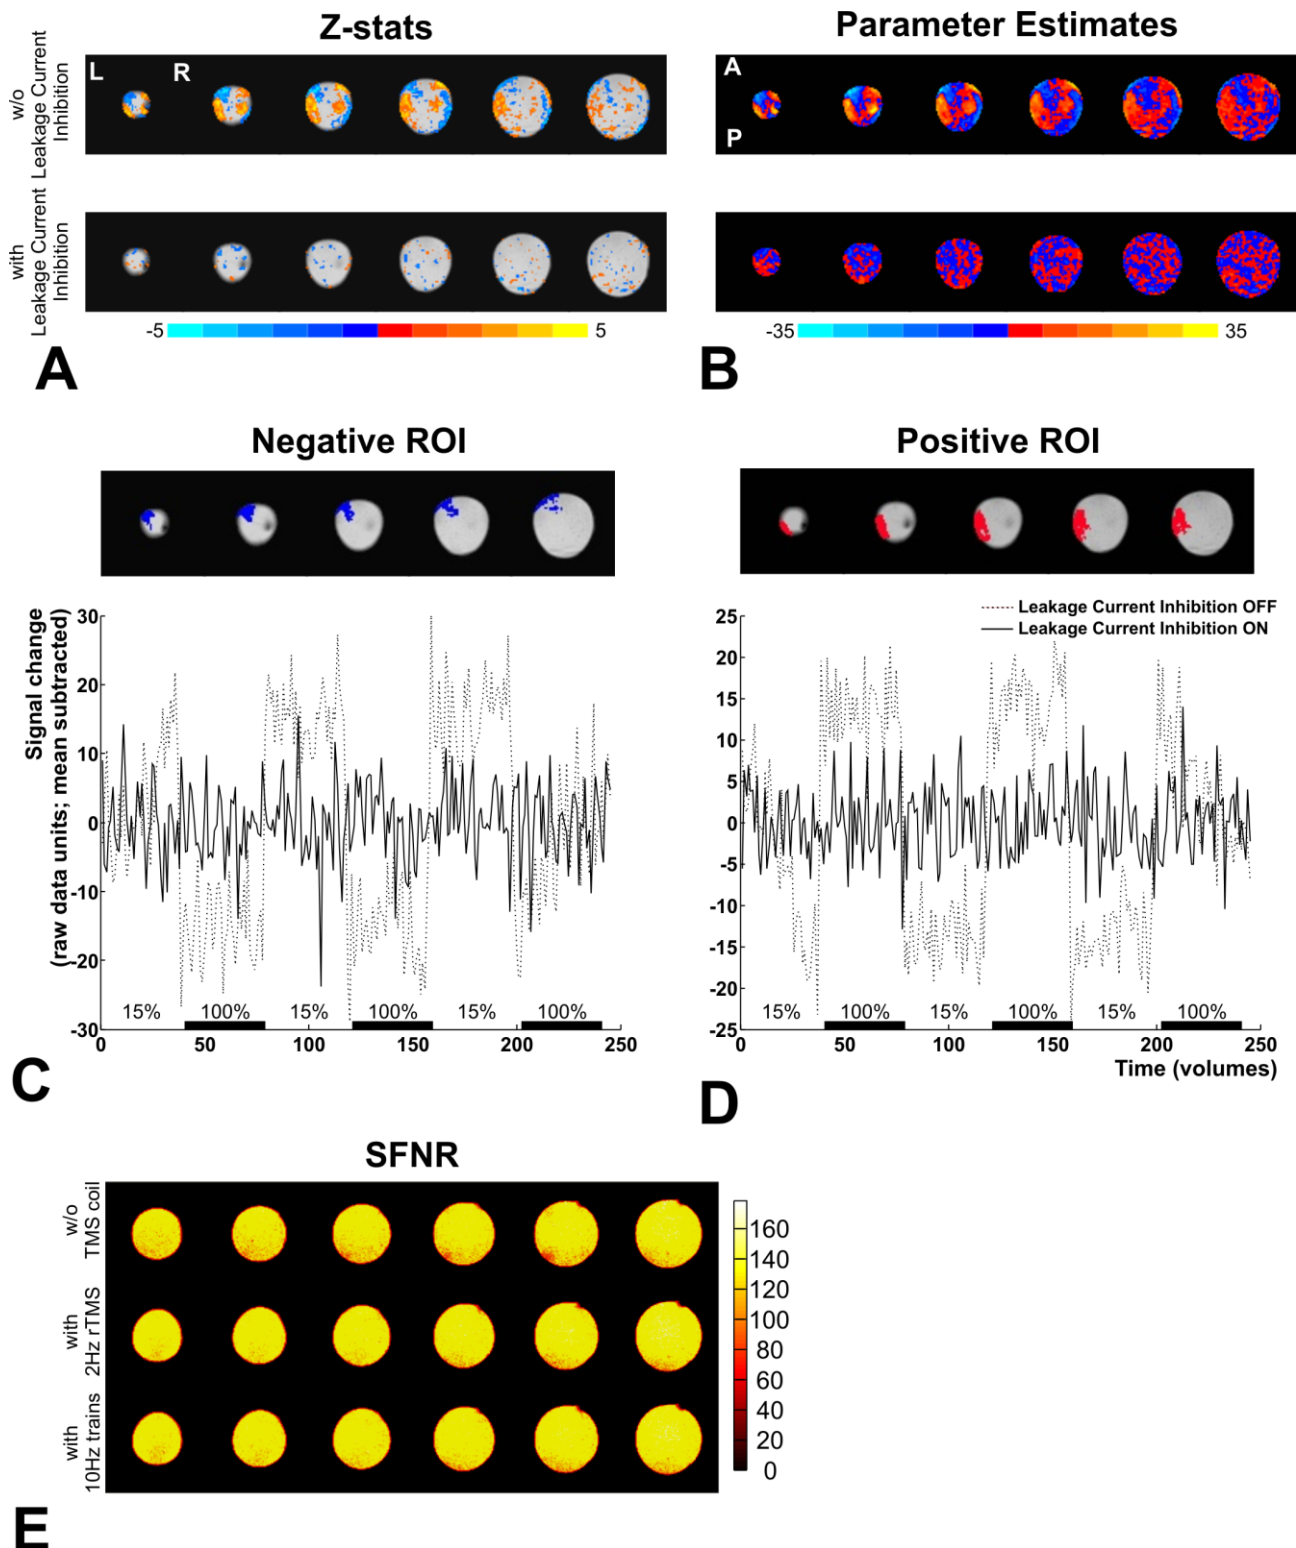 Z-stats
Parameter Estimates
w/o
Leakage Current
Inhibition
L
R
A
P
with
Leakage Current
Inhibition
-5
5
-35
35
A
B
Negative ROI
Positive ROI
Signal change
(raw data units; mean subtracted)
30
20
10
0
-10
-20
-30
15%
100%
15%
100%
15%
100%
0
50
100
150
200
250
C
Leakage Current Inhibition OFF
Leakage Current Inhibition ON
25
20
15
10
5
0
-5
-10
-15
-20
-25
15%
100%
15%
100%
15%
100%
0
50
100
150
200
250
Time (volumes)
D
SFNR
w/o
TMS coil
with
2Hz rTMS
with
10Hz trains
160
140
120
100
80
60
40
20
0
E